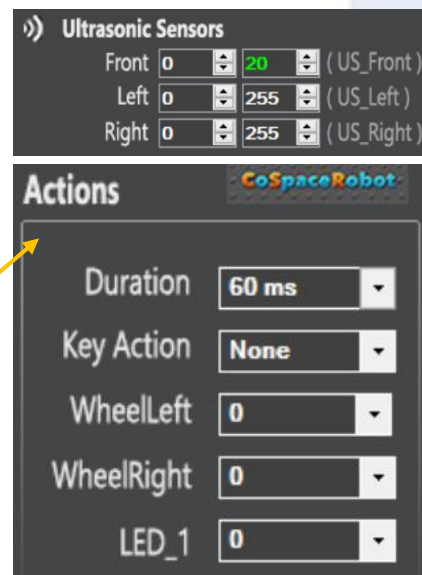 Ultrasonic Sensors
Front 0 20 ( US_Front )
Left 0 255 ( US_Left )
Right 0 255 ( US_Right )
Actions CoSpaceRobot
Duration 60 ms
Key Action None
WheelLeft 0
WheelRight 0
LED_1 0